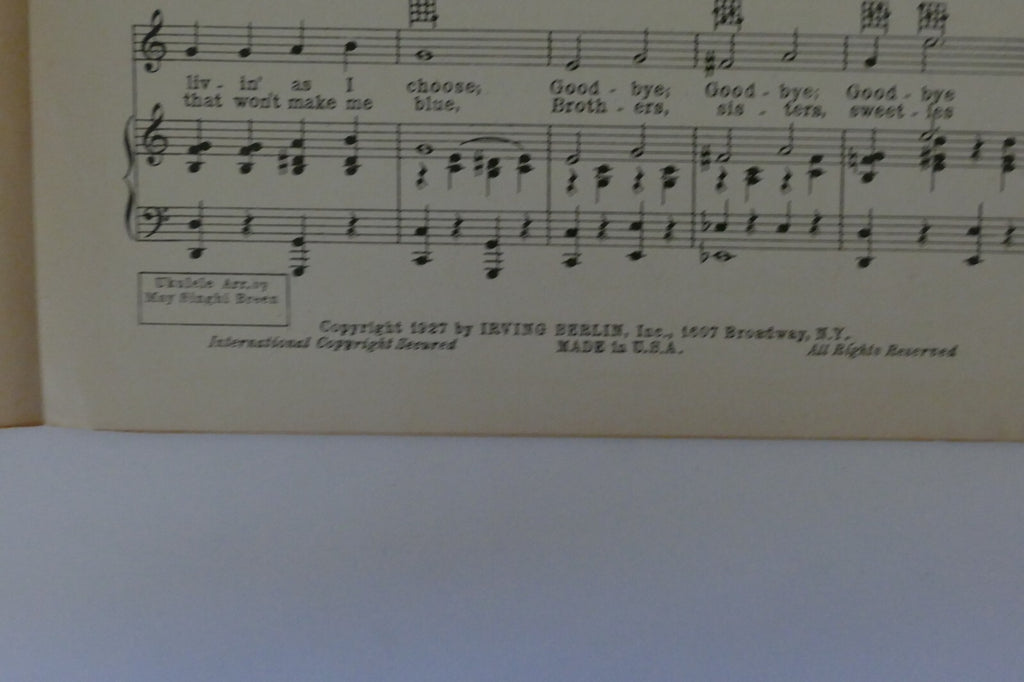 liv - in' as I choose; Good - bye; Good - bye; Good - bye
that won't make me blue, Broth - ers, sis - ters, sweet - ies
Ukulele Arr. by
May Singhi Breen
Copyright 1927 by IRVING BERLIN, Inc., 1607 Broadway, N.Y.
International Copyright Secured MADE in U.S.A. All Rights Reserved